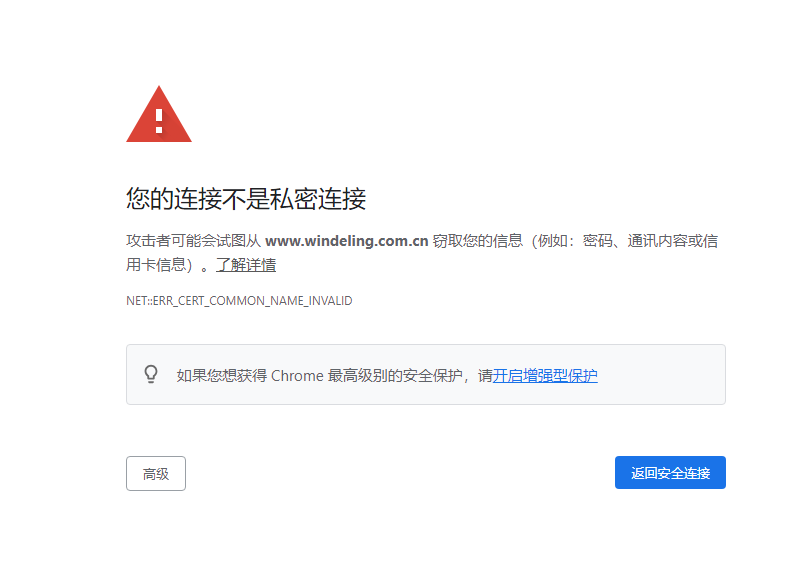 您的连接不是私密连接
攻击者可能会试图从 www.windeling.com.cn 窃取您的信息（例如：密码、通讯内容或信
用卡信息）。了解详情
NET::ERR_CERT_COMMON_NAME_INVALID
如果您想获得 Chrome 最高级别的安全保护，请开启增强型保护
高级
返回安全连接